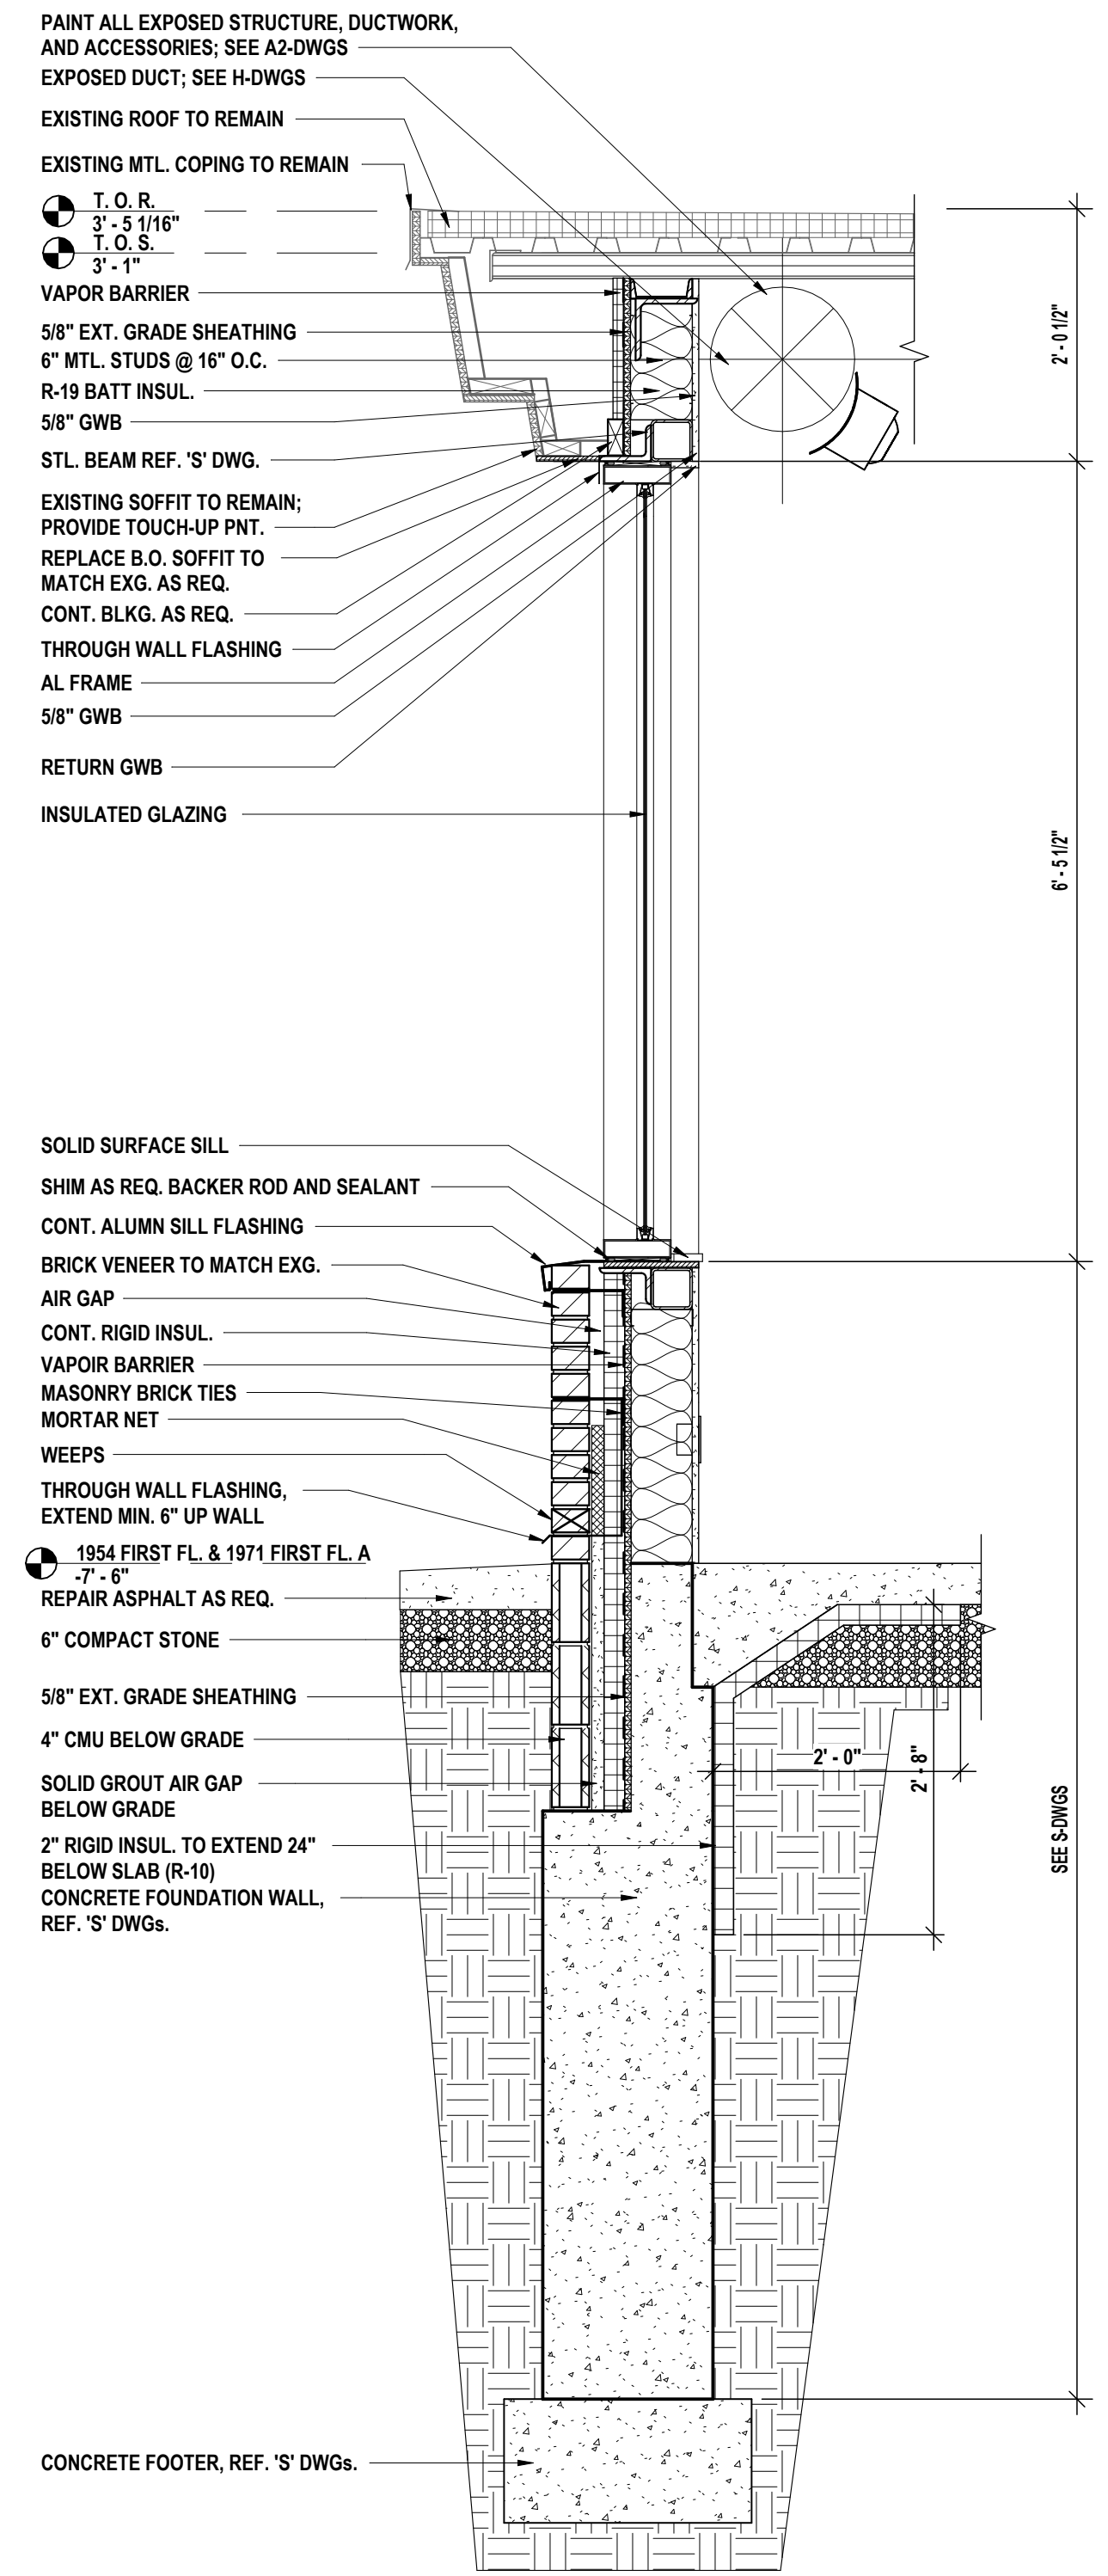 PAINT ALL EXPOSED STRUCTURE, DUCTWORK,
AND ACCESSORIES; SEE A2-DWGS
EXPOSED DUCT; SEE H-DWGS
EXISTING ROOF TO REMAIN
EXISTING MTL. COPING TO REMAIN
T. O. R.
3' - 5 1/16"
T. O. S.
3' - 1"
VAPOR BARRIER
5/8" EXT. GRADE SHEATHING
6" MTL. STUDS @ 16" O.C.
R-19 BATT INSUL.
5/8" GWB
STL. BEAM REF. 'S' DWG.
EXISTING SOFFIT TO REMAIN;
PROVIDE TOUCH-UP PNT.
REPLACE B.O. SOFFIT TO
MATCH EXG. AS REQ.
CONT. BLKG. AS REQ.
THROUGH WALL FLASHING
AL FRAME
5/8" GWB
RETURN GWB
INSULATED GLAZING
2' - 0 1/2"
6' - 5 1/2"
SOLID SURFACE SILL
SHIM AS REQ. BACKER ROD AND SEALANT
CONT. ALUMN SILL FLASHING
BRICK VENEER TO MATCH EXG.
AIR GAP
CONT. RIGID INSUL.
VAPOIR BARRIER
MASONRY BRICK TIES
MORTAR NET
WEEPS
THROUGH WALL FLASHING,
EXTEND MIN. 6" UP WALL
1954 FIRST FL. & 1971 FIRST FL. A
-7' - 6"
REPAIR ASPHALT AS REQ.
6" COMPACT STONE
5/8" EXT. GRADE SHEATHING
4" CMU BELOW GRADE
SOLID GROUT AIR GAP
BELOW GRADE
2" RIGID INSUL. TO EXTEND 24"
BELOW SLAB (R-10)
CONCRETE FOUNDATION WALL,
REF. 'S' DWGs.
2' - 0"
2' - 8"
SEE S-DWGS
CONCRETE FOOTER, REF. 'S' DWGs.